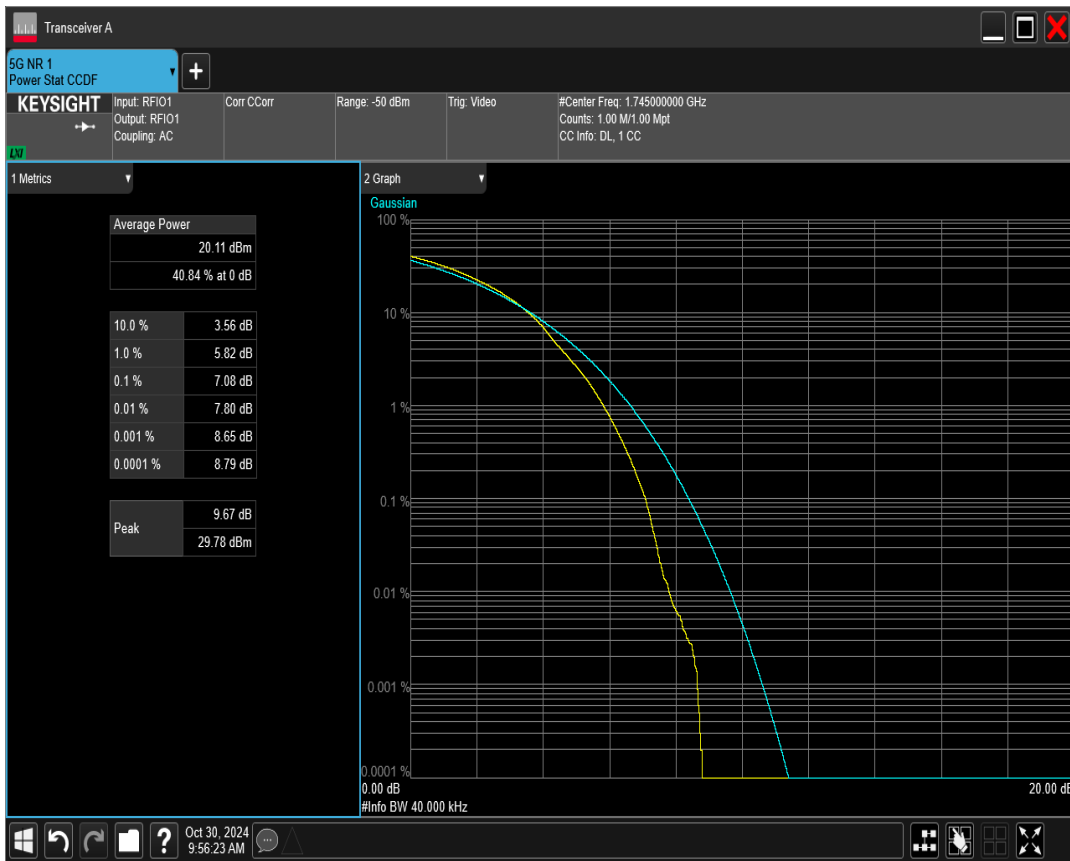 Transceiver A
5G NR 1
Power Stat CCDF
KEYSIGHT
LXI
Input: RFIO1
Output: RFIO1
Coupling: AC
Corr CCorr
Range: -50 dBm
Trig: Video
#Center Freq: 1.745000000 GHz
Counts: 1.00 M/1.00 Mpt
CC Info: DL, 1 CC
1 Metrics
Average Power
20.11 dBm
40.84 % at 0 dB
10.0 % 3.56 dB
1.0 % 5.82 dB
0.1 % 7.08 dB
0.01 % 7.80 dB
0.001 % 8.65 dB
0.0001 % 8.79 dB
Peak
9.67 dB
29.78 dBm
2 Graph
Gaussian
100 %
10 %
1 %
0.1 %
0.01 %
0.001 %
0.0001 %
0.00 dB 20.00 dB
#Info BW 40.000 kHz
Oct 30, 2024
9:56:23 AM